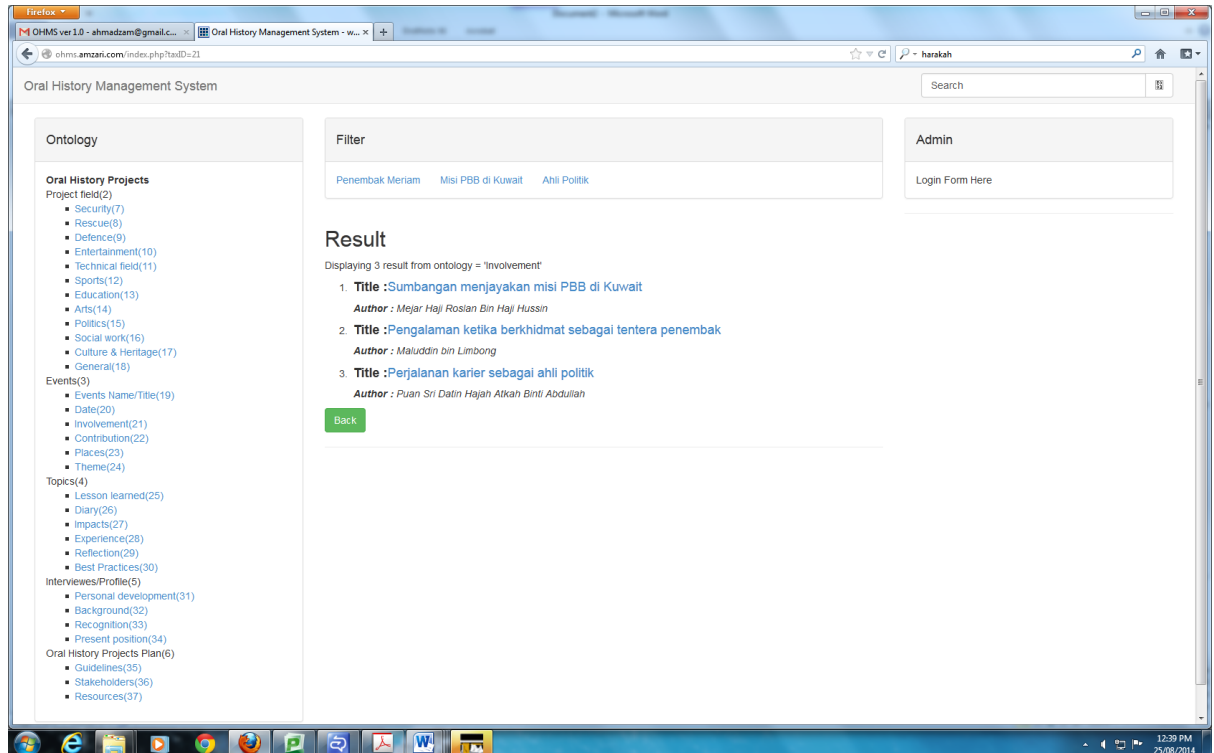 Firefox
Document1 - Microsoft Word
OHMS ver 1.0 - ahmadzam@gmail.c...
Oral History Management System - w...
ohms.amzari.com/index.php?taxID=21
harakah
Oral History Management System
Search
Ontology
Oral History Projects
Project field(2)
Security(7)
Rescue(8)
Defence(9)
Entertainment(10)
Technical field(11)
Sports(12)
Education(13)
Arts(14)
Politics(15)
Social work(16)
Culture & Heritage(17)
General(18)
Events(3)
Events Name/Title(19)
Date(20)
Involvement(21)
Contribution(22)
Places(23)
Theme(24)
Topics(4)
Lesson learned(25)
Diary(26)
Impacts(27)
Experience(28)
Reflection(29)
Best Practices(30)
Interviewes/Profile(5)
Personal development(31)
Background(32)
Recognition(33)
Present position(34)
Oral History Projects Plan(6)
Guidelines(35)
Stakeholders(36)
Resources(37)
Filter
Penembak Meriam Misi PBB di Kuwait Ahli Politik
Result
Displaying 3 result from ontology = 'Involvement'
1. Title :Sumbangan menjayakan misi PBB di Kuwait
Author : Mejar Haji Roslan Bin Haji Hussin
2. Title :Pengalaman ketika berkhidmat sebagai tentera penembak
Author : Maluddin bin Limbong
3. Title :Perjalanan karier sebagai ahli politik
Author : Puan Sri Datin Hajah Atkah Binti Abdullah
Back
Admin
Login Form Here
12:39 PM
25/08/2014